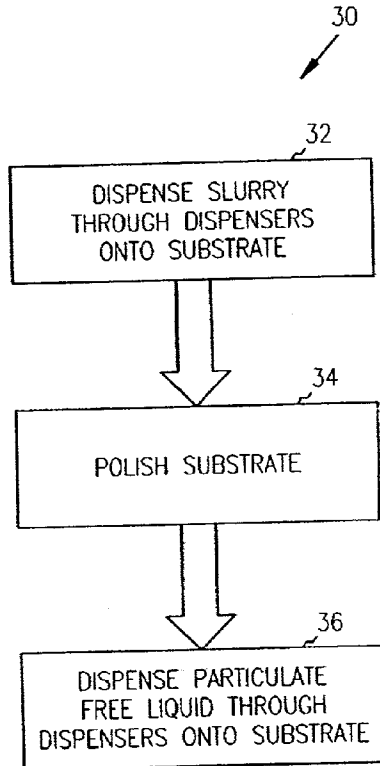 30
32
DISPENSE SLURRY
THROUGH DISPENSERS
ONTO SUBSTRATE
34
POLISH SUBSTRATE
36
DISPENSE PARTICULATE
FREE LIQUID THROUGH
DISPENSERS ONTO SUBSTRATE